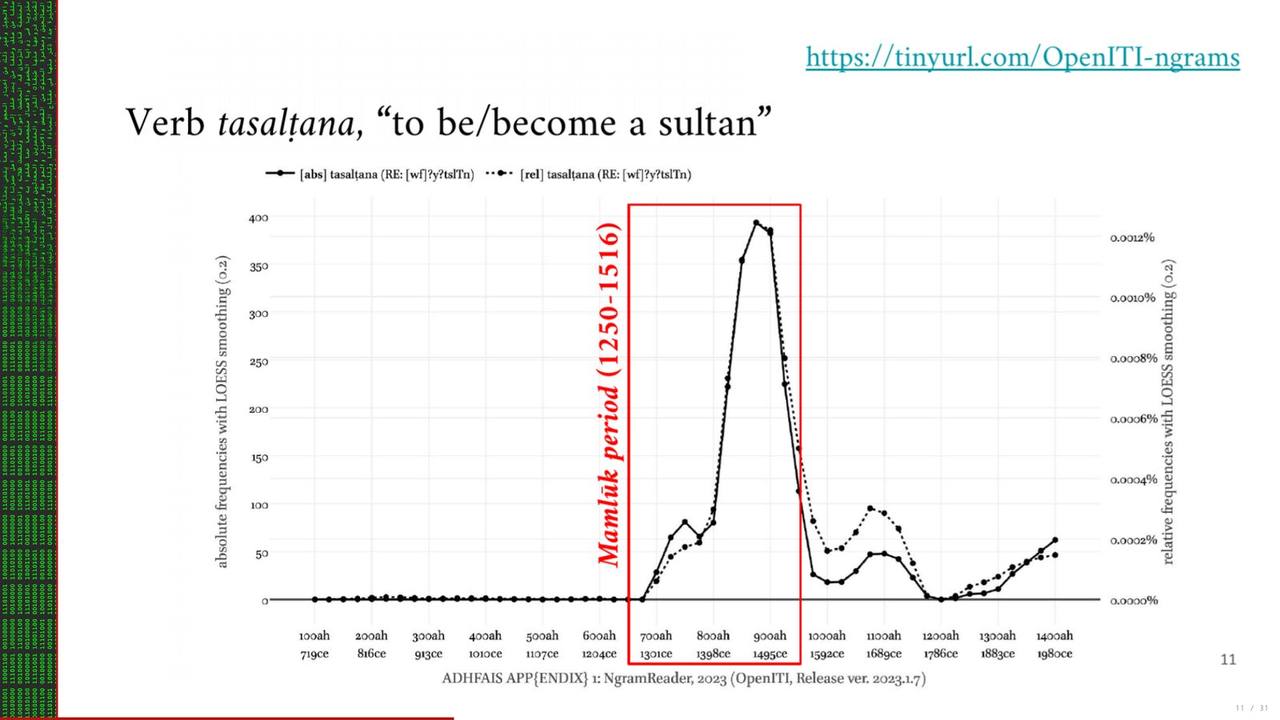 https://tinyurl.com/OpenITI-ngrams
Verb tasalṭana, “to be/become a sultan”
[abs] tasalṭana (RE: [wf]?y?tslTn) [rel] tasalṭana (RE: [wf]?y?tslTn)
absolute frequencies with LOESS smoothing (0.2)
400
350
300
250
200
150
100
50
0
Mamlūk period (1250-1516)
0.0012%
0.0010%
0.0008%
0.0006%
0.0004%
0.0002%
0.0000%
relative frequencies with LOESS smoothing (0.2)
100ah 200ah 300ah 400ah 500ah 600ah 700ah 800ah 900ah 1000ah 1100ah 1200ah 1300ah 1400ah
719ce 816ce 913ce 1010ce 1107ce 1204ce 1301ce 1398ce 1495ce 1592ce 1689ce 1786ce 1883ce 1980ce
ADHFAIS APP{ENDIX} 1: NgramReader, 2023 (OpenITI, Release ver. 2023.1.7)
11
11 / 31